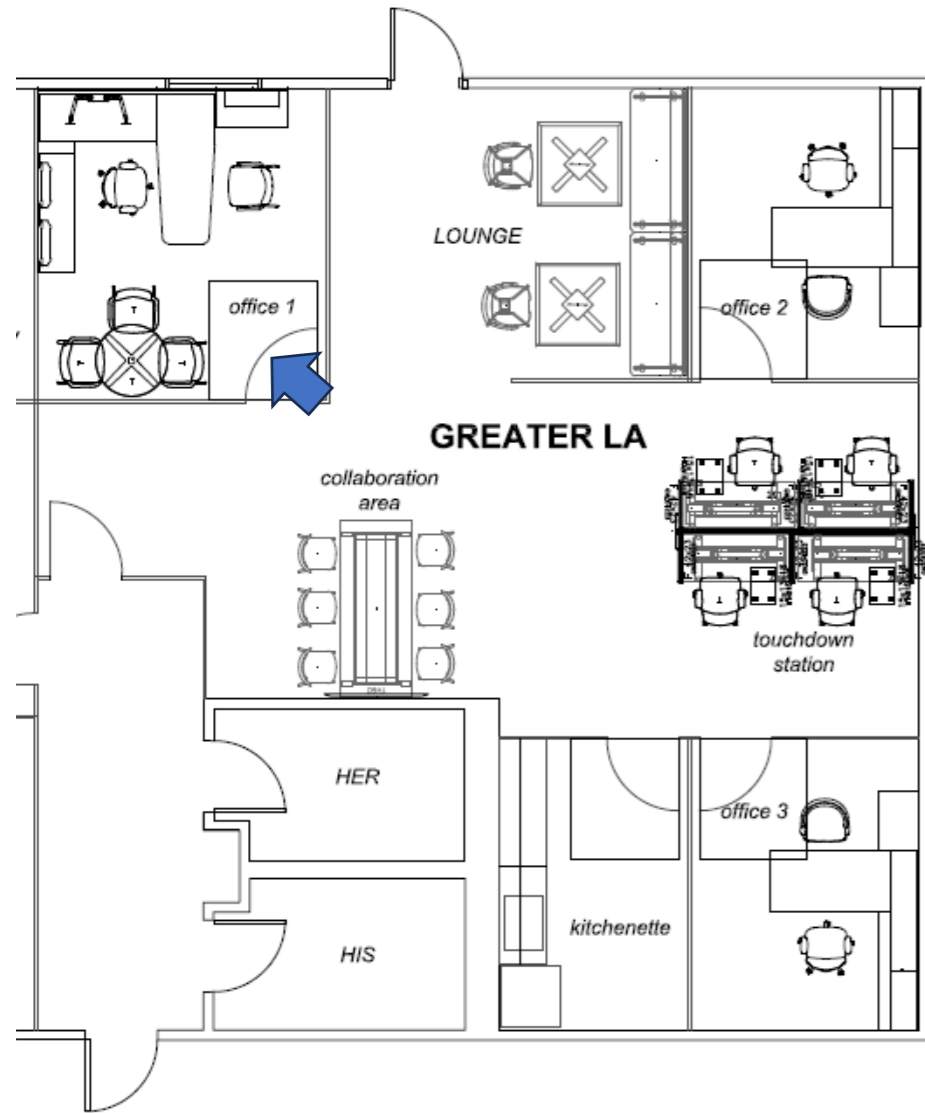 office 1
LOUNGE
office 2
GREATER LA
collaboration
area
touchdown
station
HER
office 3
kitchenette
HIS